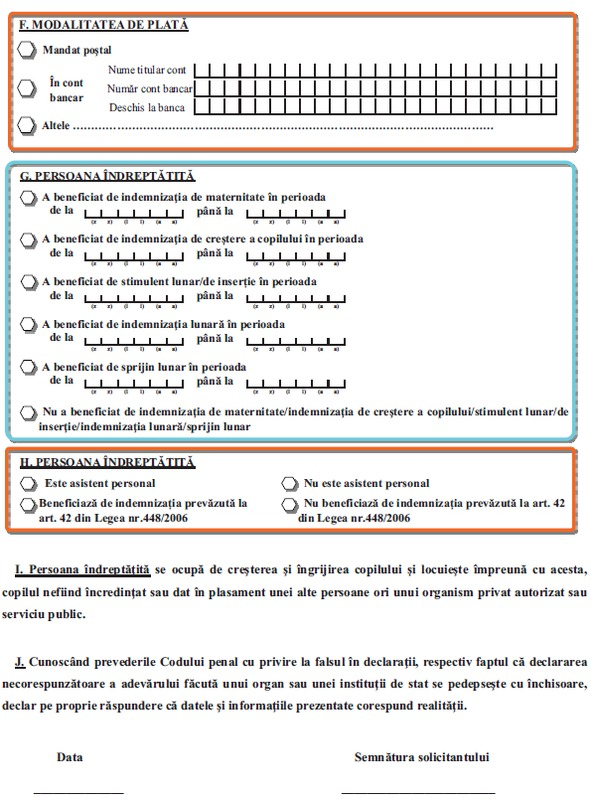 F. MODALITATEA DE PLATĂ
Mandat poștal
Nume titular cont
În cont bancar
Număr cont bancar
Deschis la banca
Altele ...............................................................................................................
G. PERSOANA ÎNDREPTĂȚITĂ
A beneficiat de indemnizația de maternitate în perioada
de la până la
(z z) (l l) (a a) (z z) (l l) (a a)
A beneficiat de indemnizația de creștere a copilului în perioada
de la până la
(z z) (l l) (a a) (z z) (l l) (a a)
A beneficiat de stimulent lunar/de inserție în perioada
de la până la
(z z) (l l) (a a) (z z) (l l) (a a)
A beneficiat de indemnizația lunară în perioada
de la până la
(z z) (l l) (a a) (z z) (l l) (a a)
A beneficiat de sprijin lunar în perioada
de la până la
(z z) (l l) (a a) (z z) (l l) (a a)
Nu a beneficiat de indemnizația de maternitate/indemnizația de creștere a copilului/stimulent lunar/de
inserție/indemnizația lunară/sprijin lunar
H. PERSOANA ÎNDREPTĂȚITĂ
Este asistent personal
Nu este asistent personal
Beneficiază de indemnizația prevăzută la
art. 42 din Legea nr.448/2006
Nu beneficiază de indemnizația prevăzută la art. 42
din Legea nr.448/2006
I. Persoana îndreptățită se ocupă de creșterea și îngrijirea copilului și locuiește împreună cu acesta,
copilul nefiind încredințat sau dat în plasament unei alte persoane ori unui organism privat autorizat sau
serviciu public.
J. Cunoscând prevederile Codului penal cu privire la falsul în declarații, respectiv faptul că declararea
necorespunzătoare a adevărului făcută unui organ sau unei instituții de stat se pedepsește cu închisoare,
declar pe proprie răspundere că datele și informațiile prezentate corespund realității.
Data Semnătura solicitantului